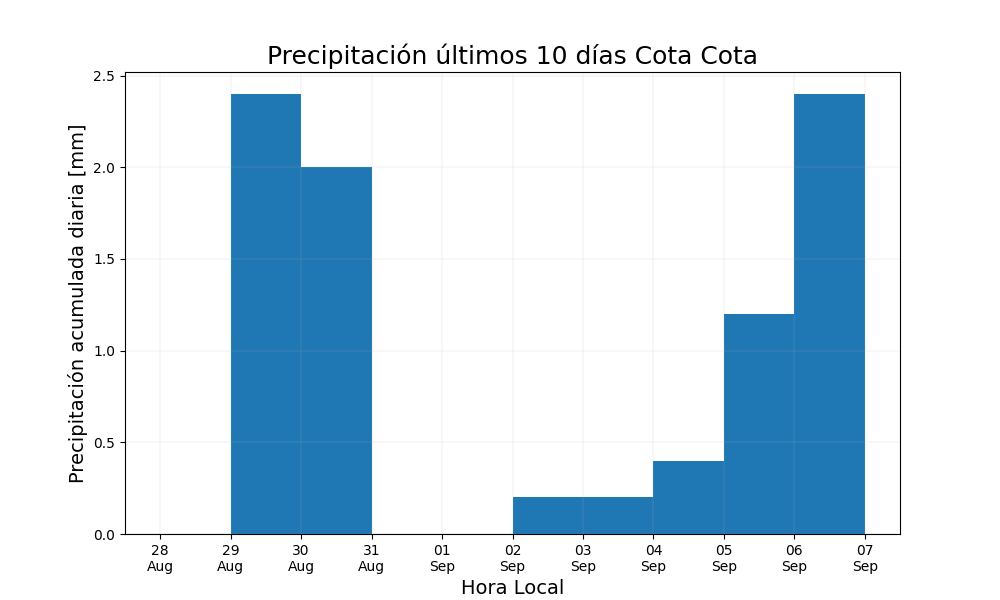 Precipitación últimos 10 días Cota Cota
Precipitación acumulada diaria [mm]
2.5
2.0
1.5
1.0
0.5
0.0
28 29 30 31 01 02 03 04 05 06 07
Aug Aug Aug Aug Sep Sep Sep Sep Sep Sep Sep
Hora Local